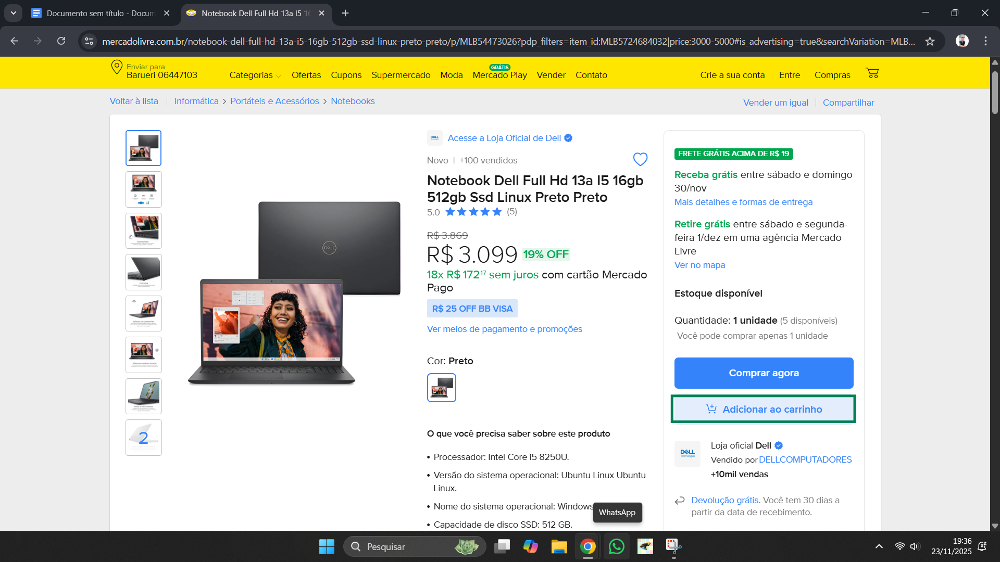 Documento sem título - Docum
Notebook Dell Full Hd 13a I5 16
mercadolivre.com.br/notebook-dell-full-hd-13a-i5-16gb-512gb-ssd-linux-preto-preto/p/MLB54473026?pdp_filters=item_id:MLB5724684032|price:3000-5000#is_advertising=true&searchVariation=MLB...
Enviar para
Barueri 06447103
Categorias
Ofertas
Cupons
Supermercado
Moda
GRÁTIS
Mercado Play
Vender
Contato
Crie a sua conta
Entre
Compras
Voltar à lista
Informática
Portáteis e Acessórios
Notebooks
Vender um igual
Compartilhar
DELL
Acesse a Loja Oficial de Dell
Novo | +100 vendidos
Notebook Dell Full Hd 13a I5 16gb
512gb Ssd Linux Preto Preto
5.0 (5)
R$ 3.869
R$ 3.099 19% OFF
18x R$ 172 17 sem juros com cartão Mercado
Pago
R$ 25 OFF BB VISA
Ver meios de pagamento e promoções
Cor: Preto
O que você precisa saber sobre este produto
• Processador: Intel Core i5 8250U.
• Versão do sistema operacional: Ubuntu Linux Ubuntu
Linux.
• Nome do sistema operacional: Windows
• Capacidade de disco SSD: 512 GB.
DELL
2
FRETE GRÁTIS ACIMA DE R$ 19
Receba grátis entre sábado e domingo
30/nov
Mais detalhes e formas de entrega
Retire grátis entre sábado e segunda-
feira 1/dez em uma agência Mercado
Livre
Ver no mapa
Estoque disponível
Quantidade: 1 unidade (5 disponíveis)
Você pode comprar apenas 1 unidade
Comprar agora
Adicionar ao carrinho
DELL
Technologies
Loja oficial Dell
Vendido por DELLCOMPUTADORES
+10mil vendas
Devolução grátis. Você tem 30 dias a
partir da data de recebimento.
WhatsApp
Pesquisar
19:36
23/11/2025